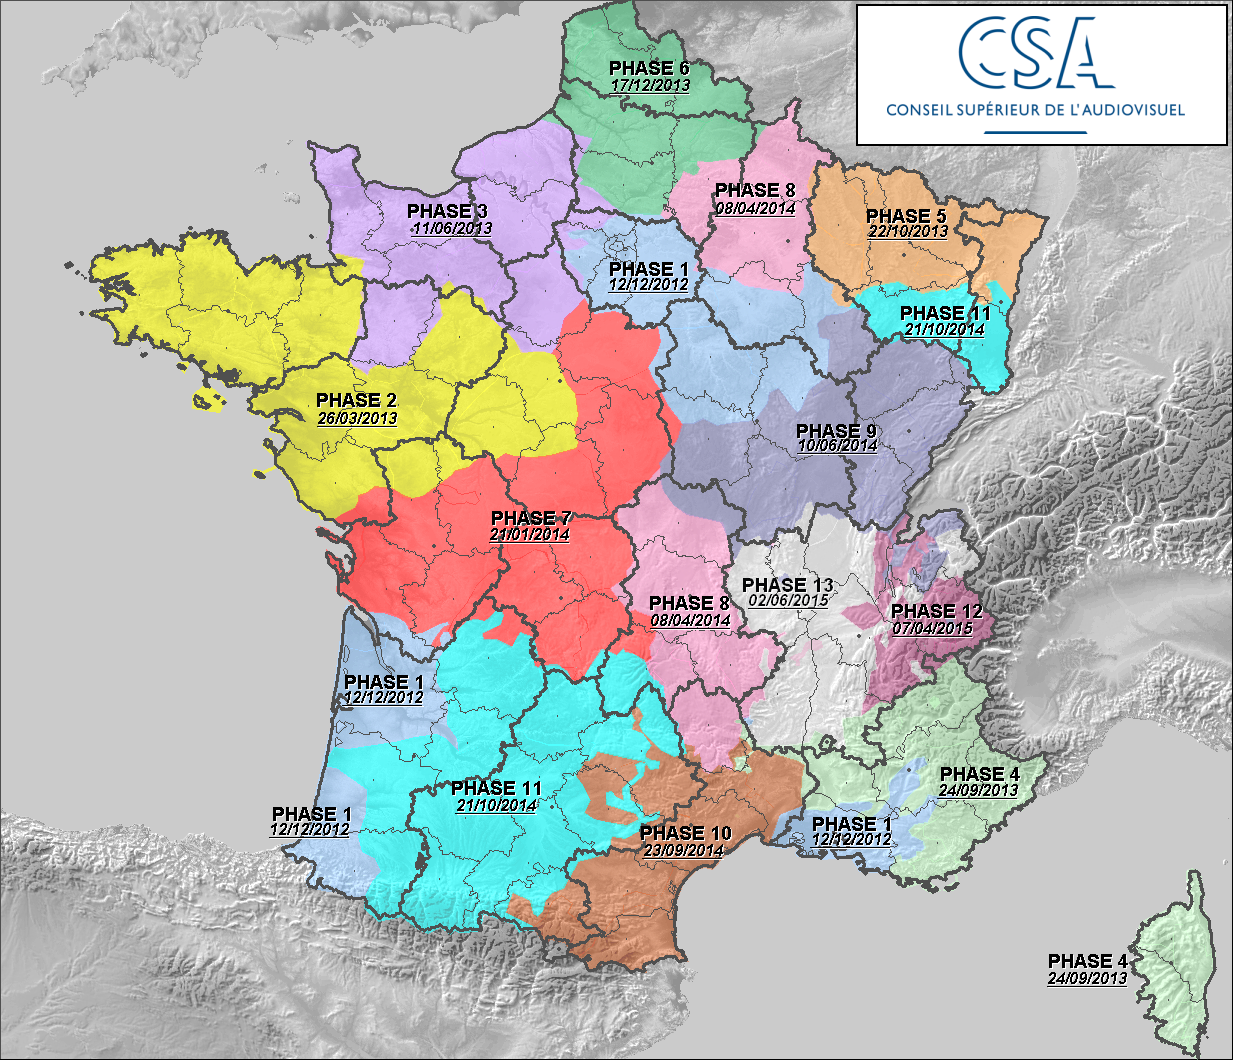 CSA
CONSEIL SUPÉRIEUR DE L'AUDIOVISUEL
PHASE 6
17/12/2013
PHASE 8
08/04/2014
PHASE 3
11/06/2013
PHASE 5
22/10/2013
PHASE 1
12/12/2012
PHASE 11
21/10/2014
PHASE 2
26/03/2013
PHASE 9
10/06/2014
PHASE 7
21/01/2014
PHASE 13
02/06/2015
PHASE 8
08/04/2014
PHASE 12
07/04/2015
PHASE 1
12/12/2012
PHASE 11
21/10/2014
PHASE 4
24/09/2013
PHASE 1
12/12/2012
PHASE 10
23/09/2014
PHASE 1
12/12/2012
PHASE 4
24/09/2013